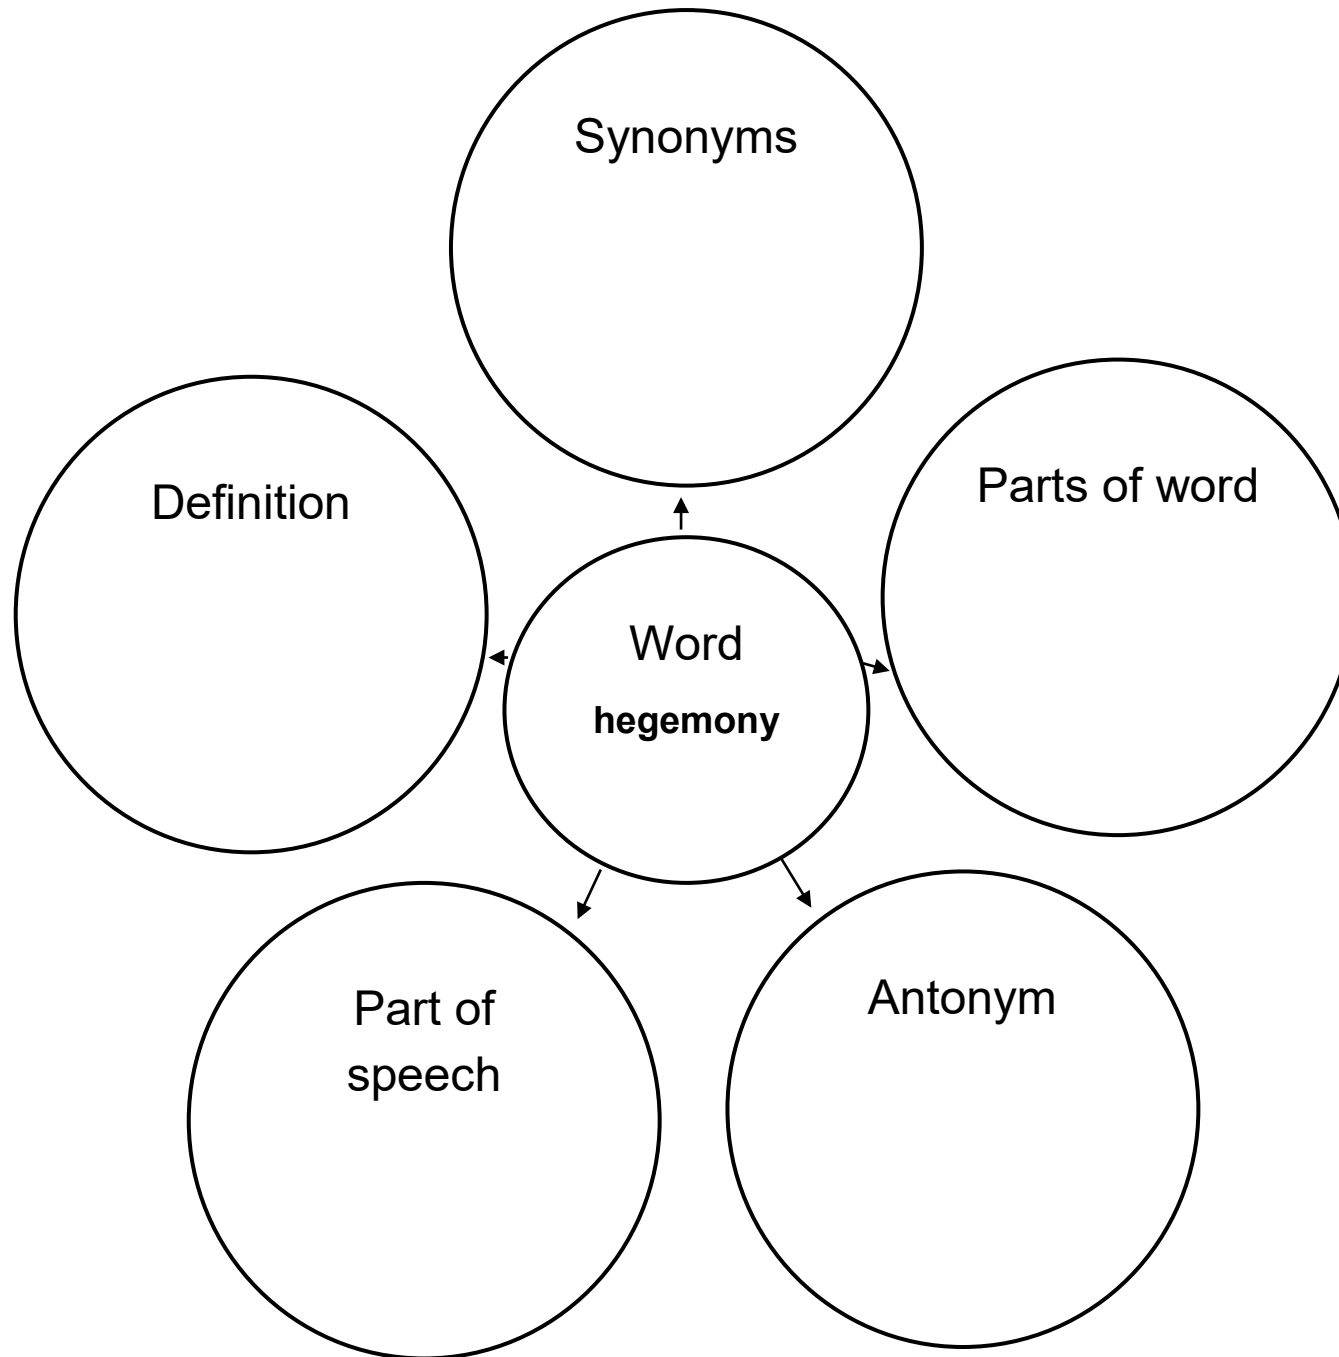 Synonyms
Definition
Parts of word
Word
hegemony
Part of
speech
Antonym